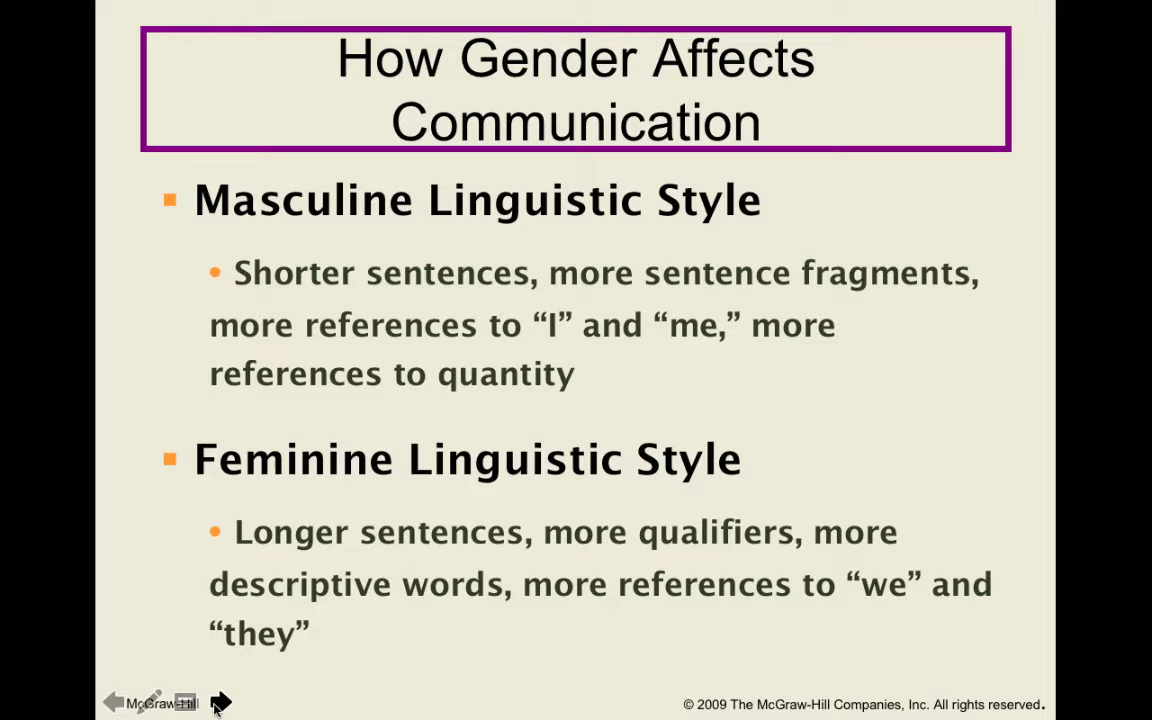 How Gender Affects
Communication
Masculine Linguistic Style
Shorter sentences, more sentence fragments,
more references to “I” and “me,” more
references to quantity
Feminine Linguistic Style
Longer sentences, more qualifiers, more
descriptive words, more references to “we” and
“they”
McGraw-Hill
© 2009 The McGraw-Hill Companies, Inc. All rights reserved.